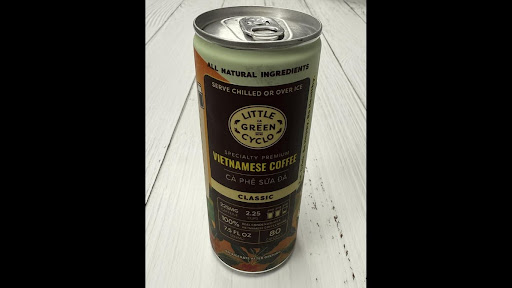 ALL NATURAL INGREDIENTS
SERVE CHILLED OR OVER ICE
LITTLE
GREEN
CYCLO
SPECIALTY PREMIUM
VIETNAMESE COFFEE
CÀ PHÊ SỮA ĐÁ
CLASSIC
225MG 2.25
100%
7.5 FL OZ 80